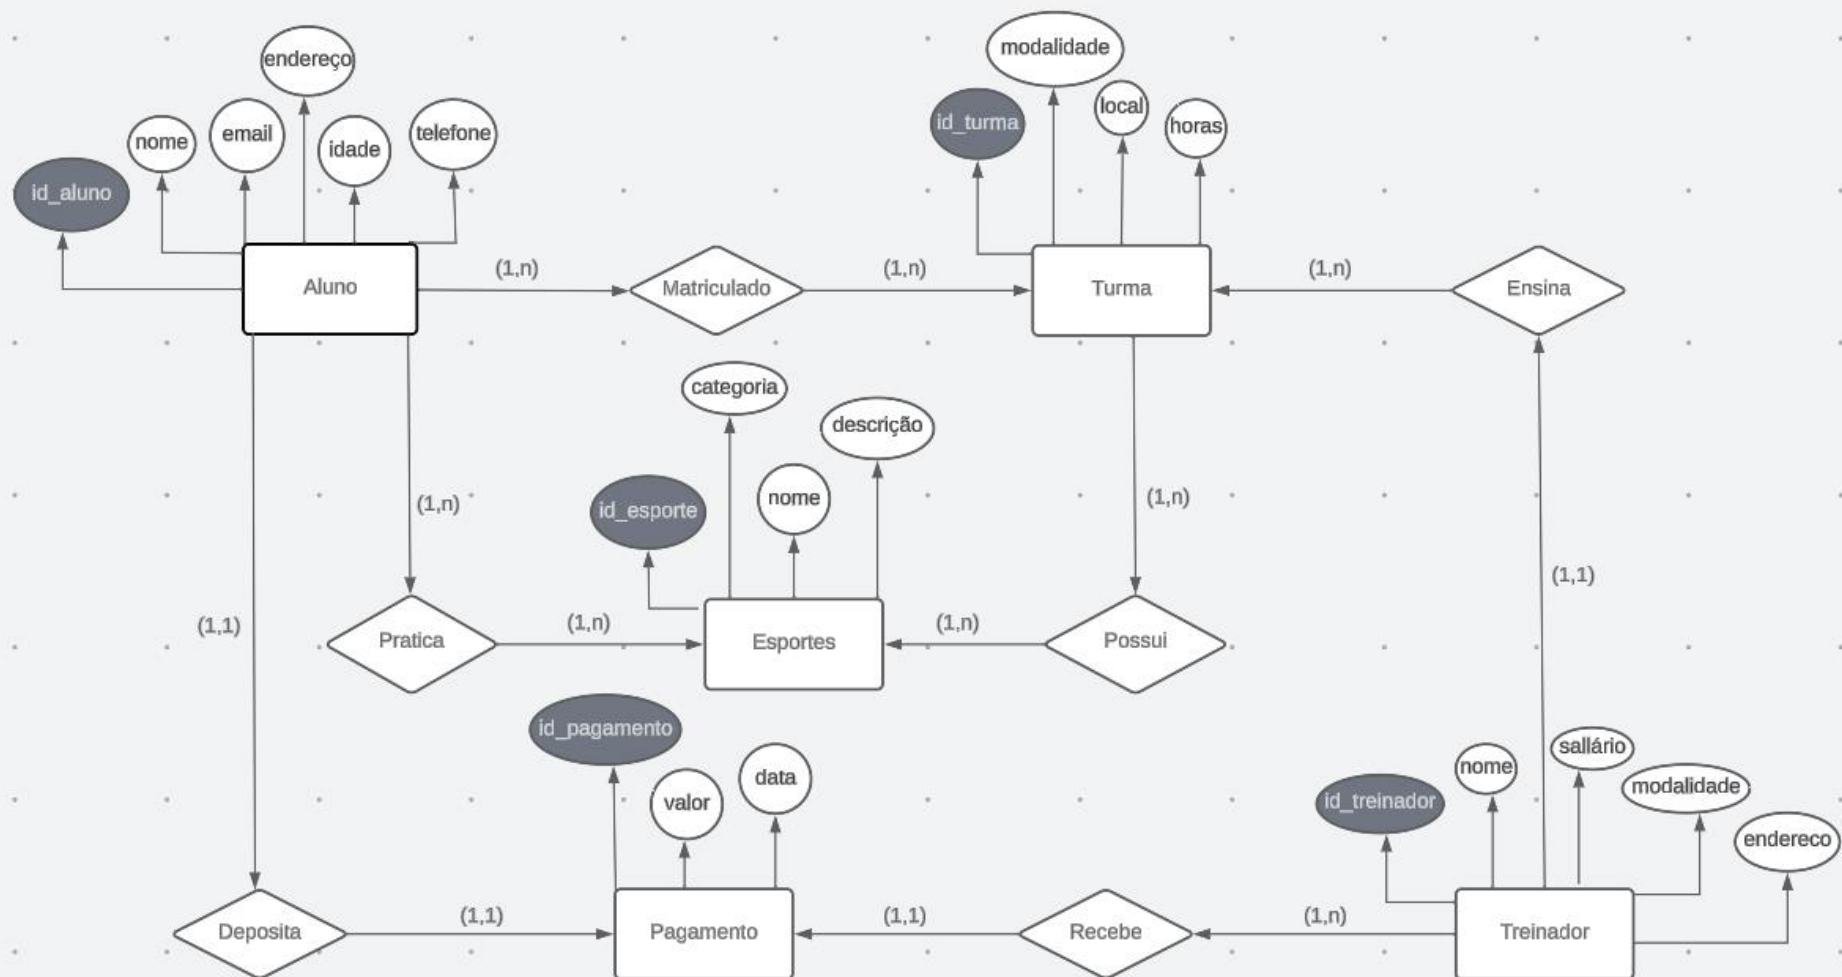 endereço
modalidade
nome
email
idade
telefone
id_turma
local
horas
id_aluno
Aluno
(1,n)
Matriculado
(1,n)
Turma
(1,n)
Ensina
categoria
descrição
(1,n)
id_esporte
nome
(1,n)
(1,1)
(1,1)
Pratica
(1,n)
Esportes
(1,n)
Possui
id_pagamento
valor
data
id_treinador
nome
sallário
modalidade
endereco
Deposita
(1,1)
Pagamento
(1,1)
Recebe
(1,n)
Treinador